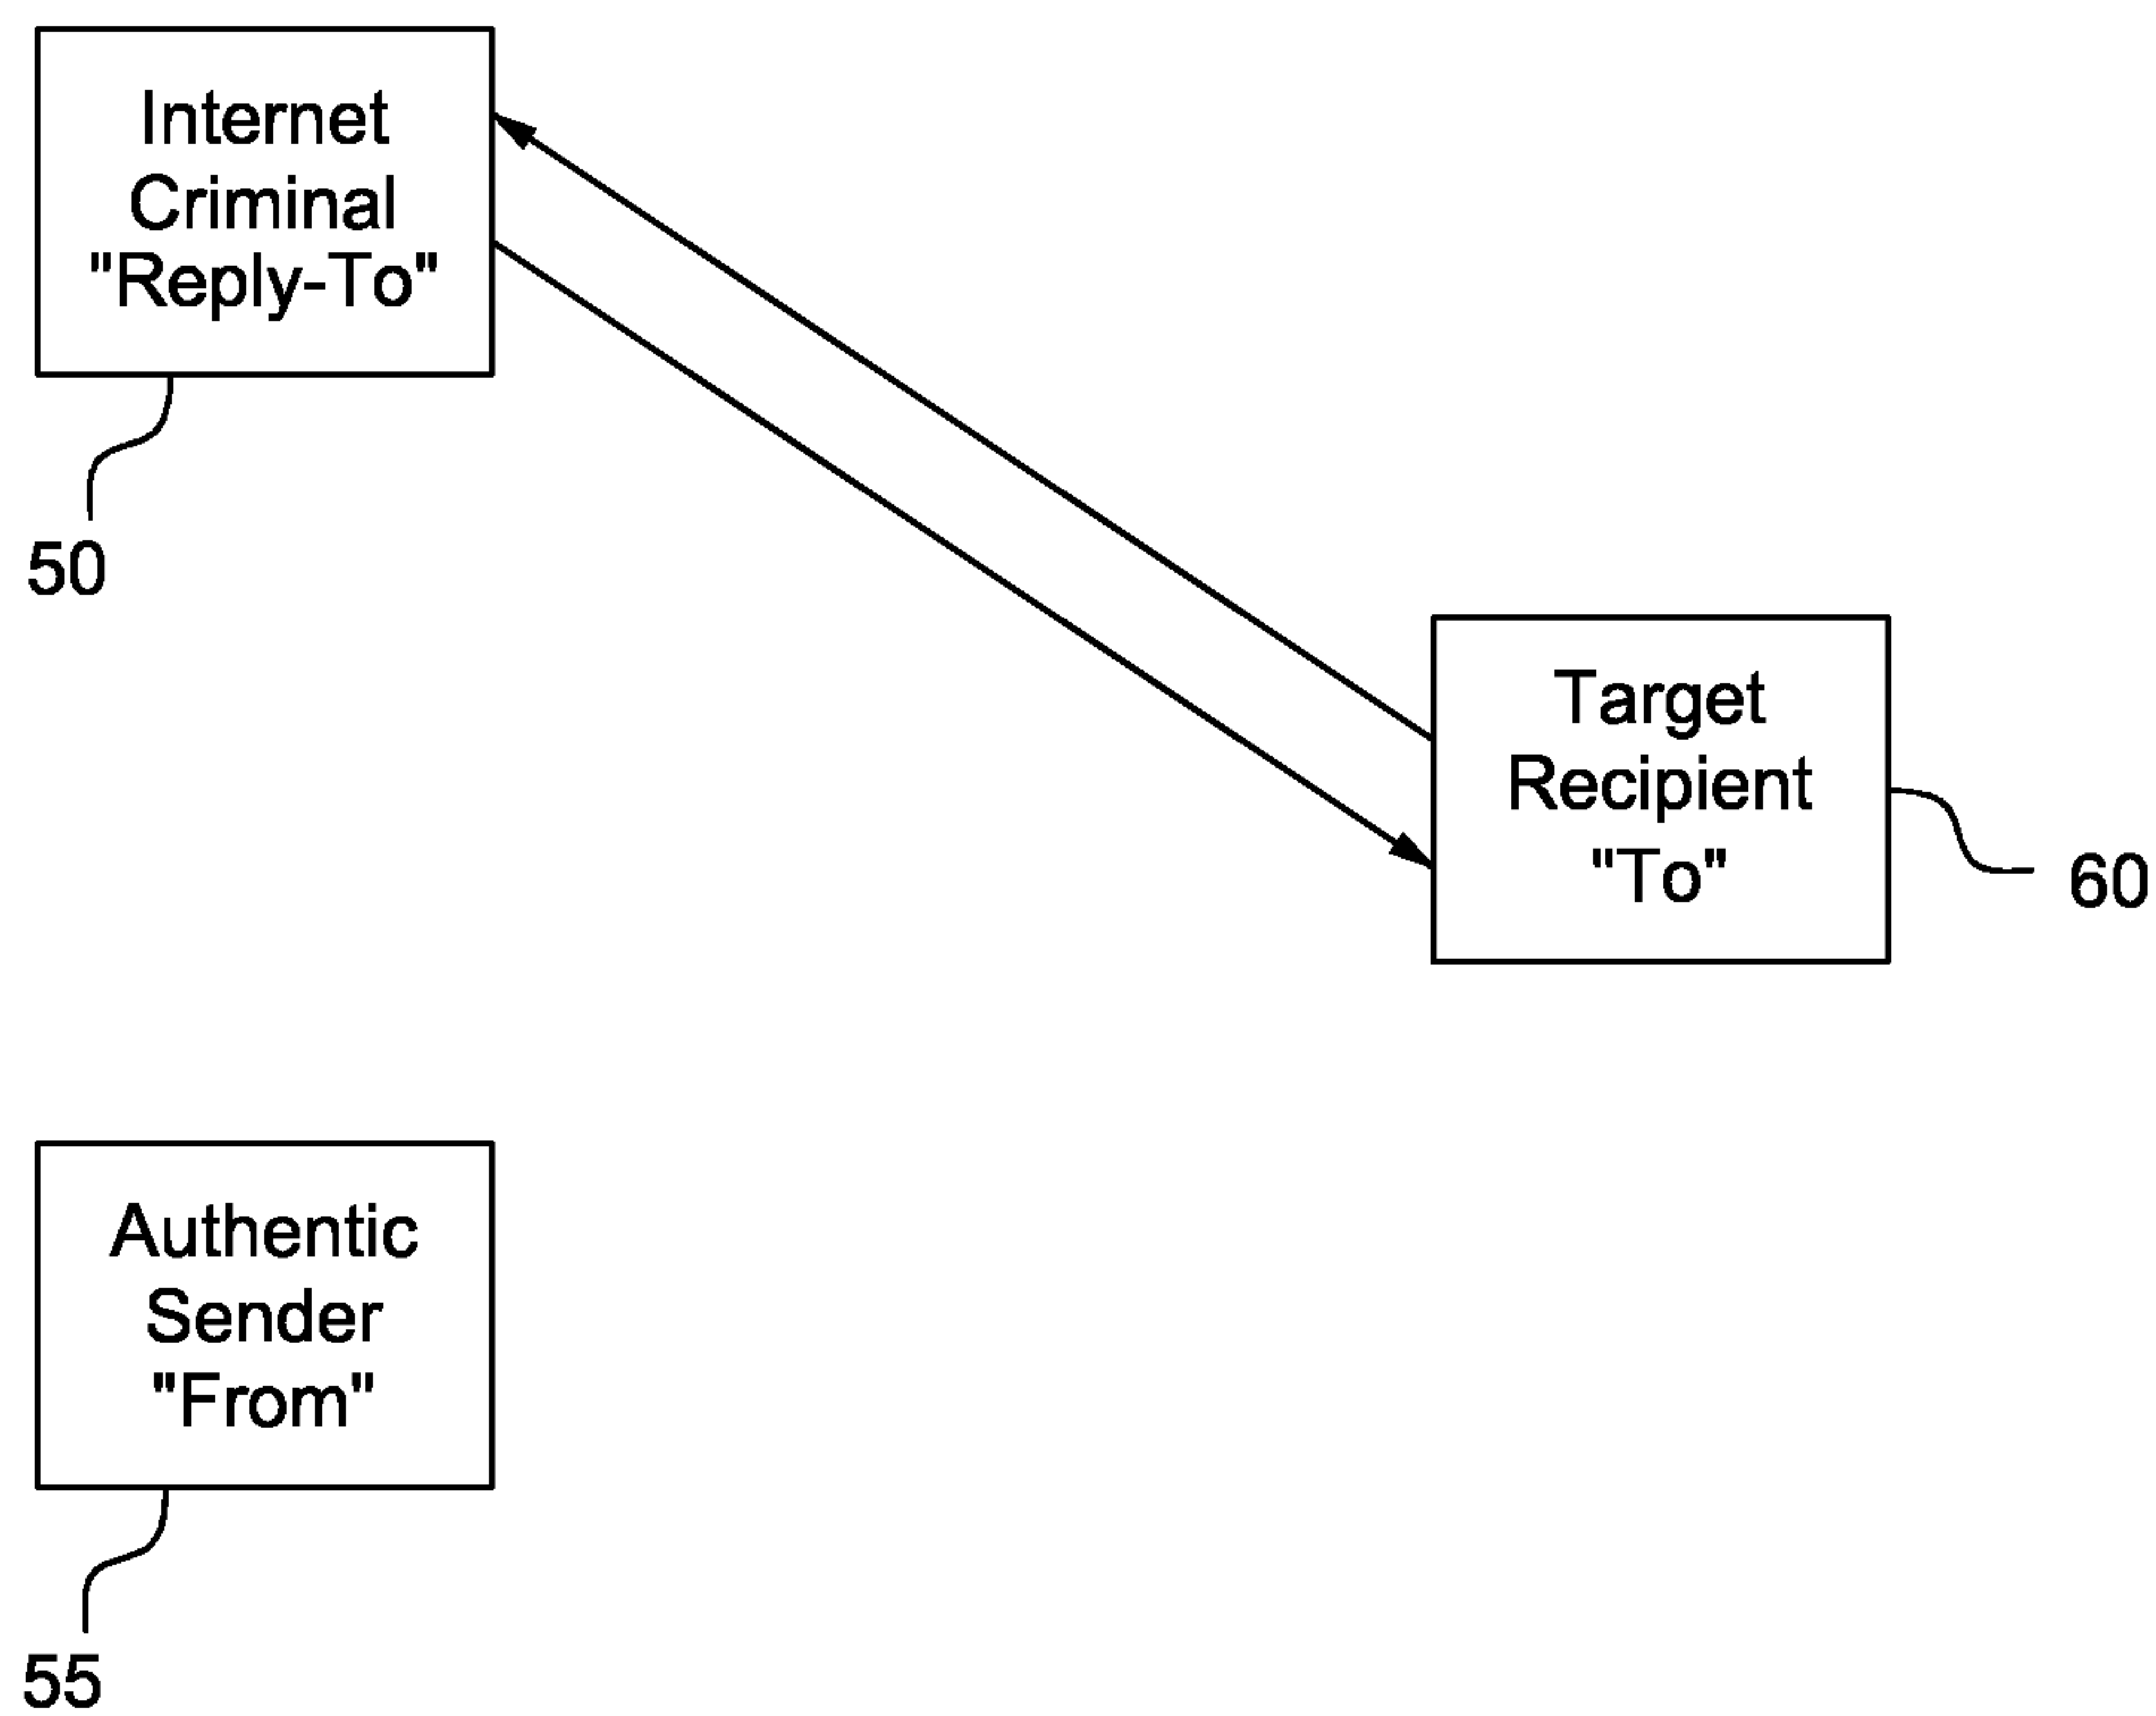 Internet
Criminal
"Reply-To"
50
Target
Recipient
"To"
60
Authentic
Sender
"From"
55